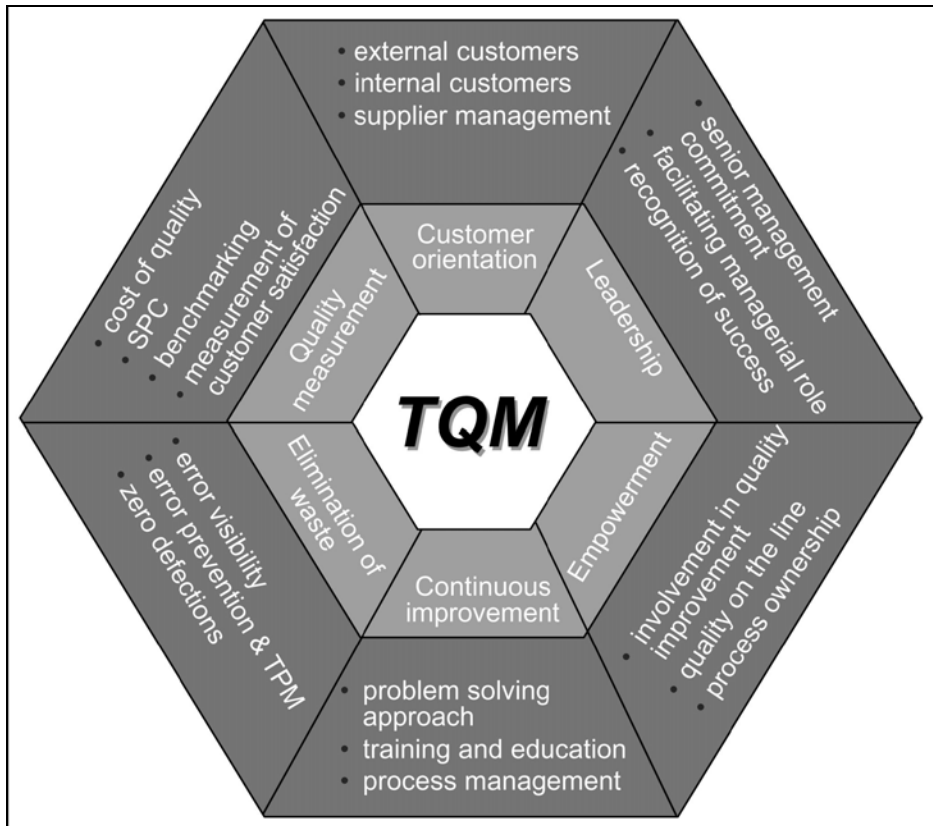 • external customers
• internal customers
• supplier management
Customer
orientation
• senior management
commitment
• facilitating managerial role
• recognition of success
Leadership
• involvement in quality
improvement
• quality on the line
• process ownership
Empowerment
Continuous
improvement
• problem solving
approach
• training and education
• process management
Elimination of
waste
• error visibility
• error prevention & TPM
• zero defections
Quality
measurement
• cost of quality
• SPC
• benchmarking
• measurement of
customer satisfaction
TQM